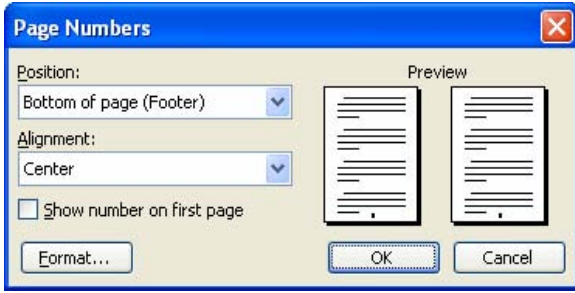 Page Numbers
Position:
Bottom of page (Footer)
Alignment:
Center
Show number on first page
Format...
Preview
OK
Cancel